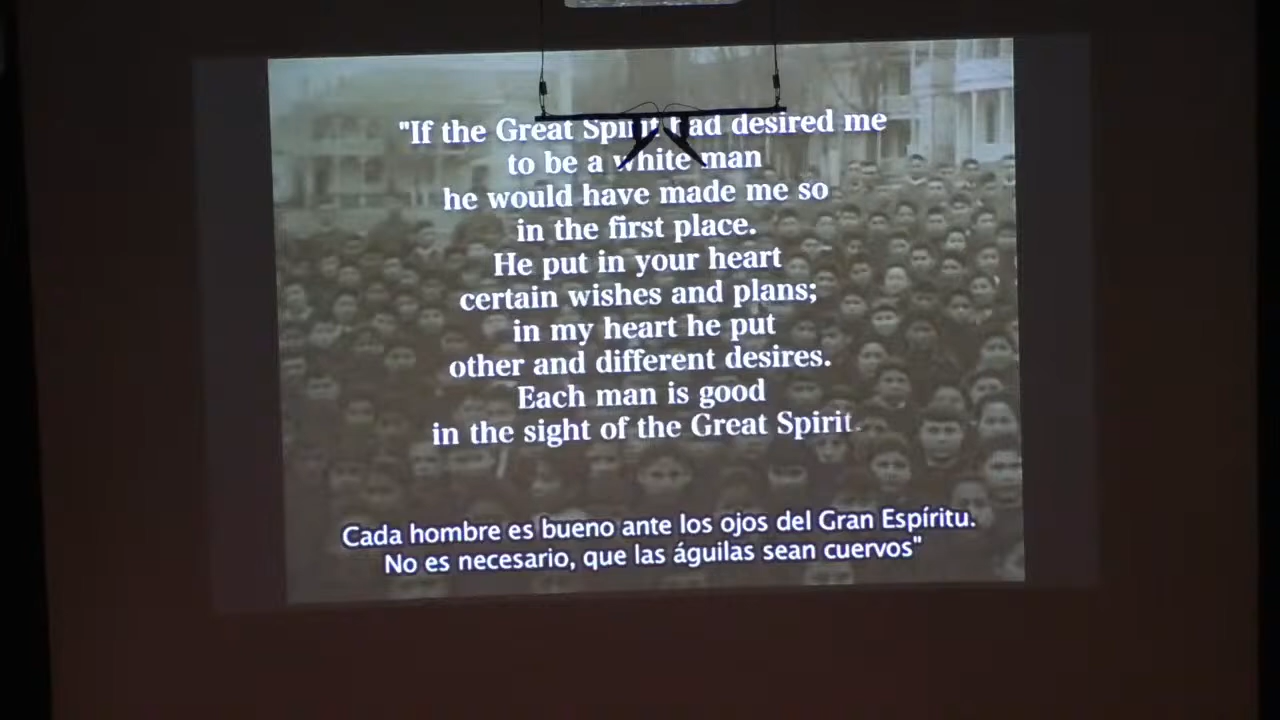 "If the Great Spirit had desired me
to be a white man
he would have made me so
in the first place.
He put in your heart
certain wishes and plans;
in my heart he put
other and different desires.
Each man is good
in the sight of the Great Spirit.
Cada hombre es bueno ante los ojos del Gran Espíritu.
No es necesario, que las águilas sean cuervos"